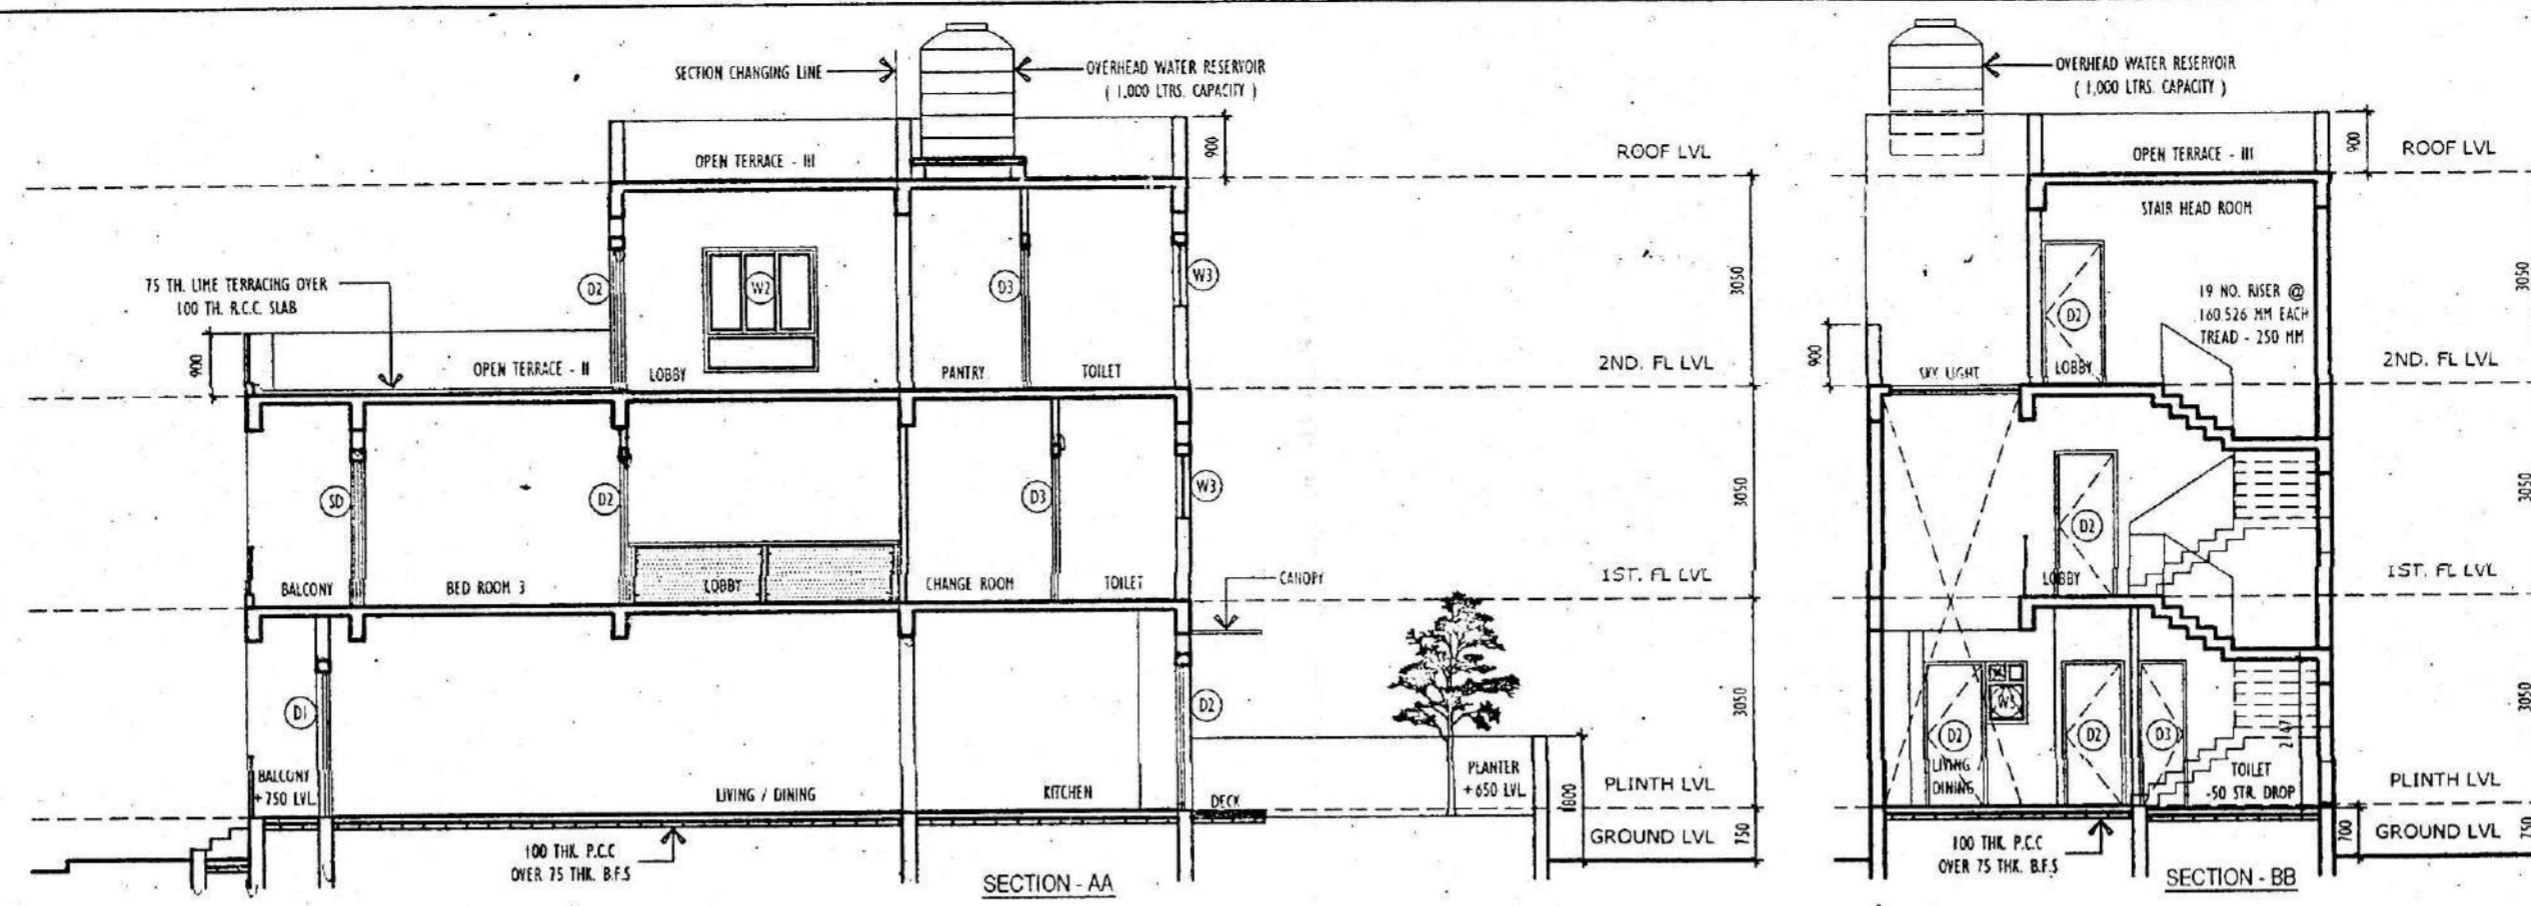 SECTION CHANGING LINE
OVERHEAD WATER RESERVOIR
( 1,000 LTRS. CAPACITY )
900
OPEN TERRACE - III
ROOF LVL
75 TH. LIME TERRACING OVER
100 TH. R.C.C. SLAB
D2
W2
D3
W3
3050
900
OPEN TERRACE - II
LOBBY
PANTRY
TOILET
2ND. FL LVL
SD
D2
D3
W3
3050
BALCONY
BED ROOM 3
LOBBY
CHANGE ROOM
TOILET
CANOPY
1ST. FL LVL
D1
D2
3050
BALCONY
+750 LVL
LIVING / DINING
KITCHEN
DECK
PLANTER
+650 LVL
1800
PLINTH LVL
GROUND LVL
750
100 THK. P.C.C
OVER 75 THK. B.F.S
SECTION - AA
OVERHEAD WATER RESERVOIR
( 1,000 LTRS. CAPACITY )
OPEN TERRACE - III
900
ROOF LVL
STAIR HEAD ROOM
D2
19 NO. RISER @
160.526 MM EACH
TREAD - 250 MM
3050
900
SKY LIGHT
LOBBY
2ND. FL LVL
D2
3050
LOBBY
1ST. FL LVL
W3
D2
D2
D3
2147
3050
LIVING
DINING
TOILET
-50 STR. DROP
PLINTH LVL
700
GROUND LVL
750
100 THK. P.C.C
OVER 75 THK. B.F.S
SECTION - BB